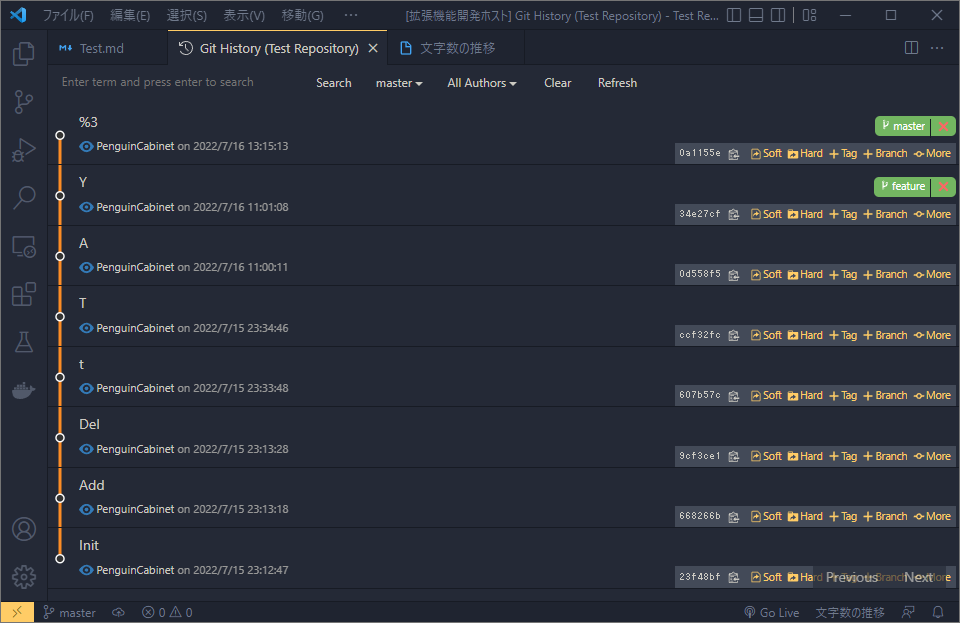 ファイル(F) 編集(E) 選択(S) 表示(V) 移動(G) ··· [拡張機能開発ホスト] Git History (Test Repository) - Test Re...
Test.md Git History (Test Repository) 文字数の推移 ···
Enter term and press enter to search Search master All Authors Clear Refresh
%3
master
PenguinCabinet on 2022/7/16 13:15:13
0a1155e Soft Hard +Tag +Branch More
Y
feature
PenguinCabinet on 2022/7/16 11:01:08
34e27cf Soft Hard +Tag +Branch More
A
PenguinCabinet on 2022/7/16 11:00:11
0d558f5 Soft Hard +Tag +Branch More
T
PenguinCabinet on 2022/7/15 23:34:46
ccf32fc Soft Hard +Tag +Branch More
t
PenguinCabinet on 2022/7/15 23:33:48
607b57c Soft Hard +Tag +Branch More
Del
PenguinCabinet on 2022/7/15 23:13:28
9cf3ce1 Soft Hard +Tag +Branch More
Add
PenguinCabinet on 2022/7/15 23:13:18
668266b Soft Hard +Tag +Branch More
Init
PenguinCabinet on 2022/7/15 23:12:47
23f48bf Soft Hard +Tag +Branch More
Previous Next
master 0 0 Go Live 文字数の推移